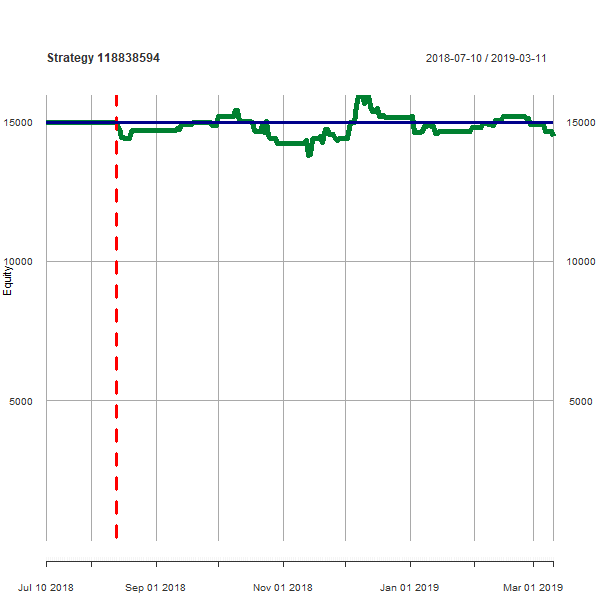 Strategy 118838594
2018-07-10 / 2019-03-11
15000 15000
10000 10000
Equity
5000 5000
Jul 10 2018 Sep 01 2018 Nov 01 2018 Jan 01 2019 Mar 01 2019